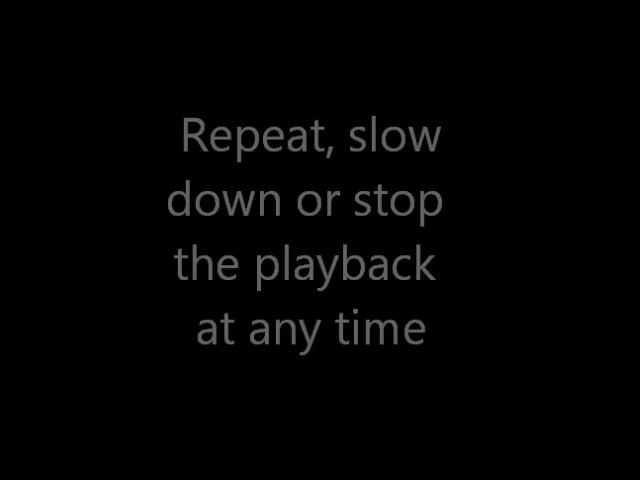 Repeat, slow
down or stop
the playback
at any time